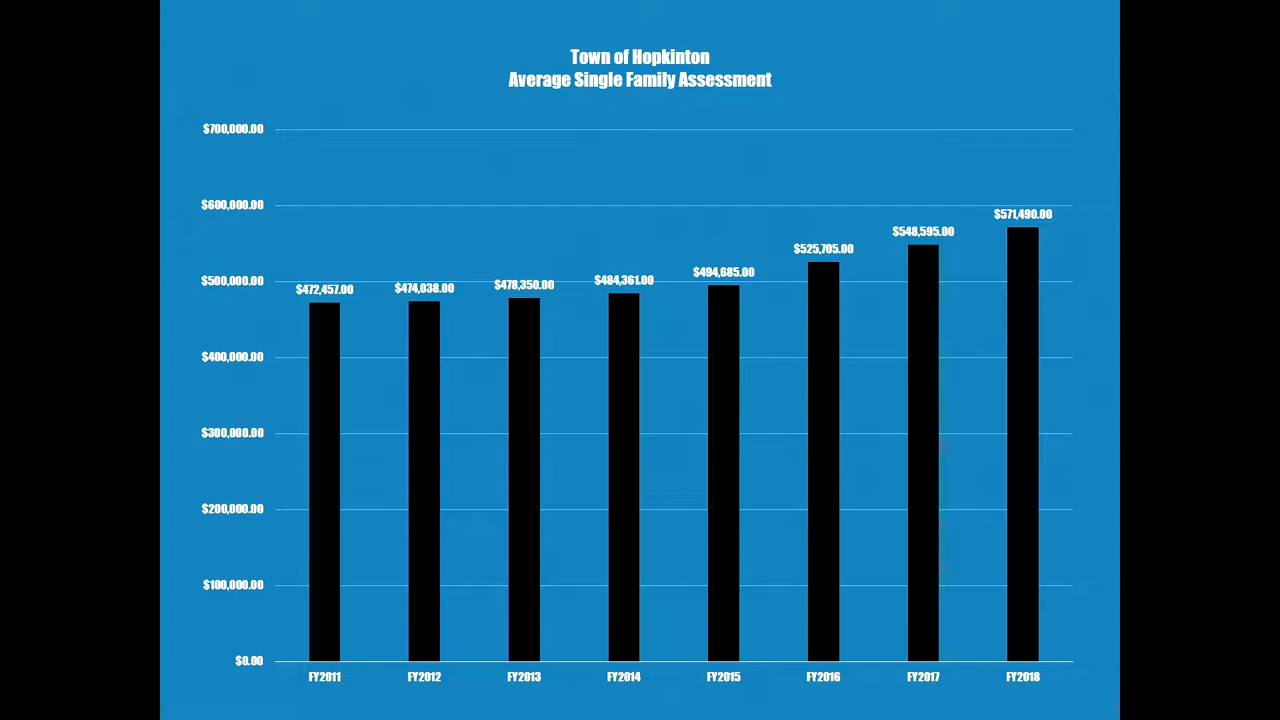 Town of Hopkinton
Average Single Family Assessment
$700,000.00
$600,000.00
$500,000.00
$400,000.00
$300,000.00
$200,000.00
$100,000.00
$0.00
$472,457.00
$474,038.00
$478,350.00
$484,361.00
$494,685.00
$525,705.00
$548,595.00
$571,490.00
FY2011
FY2012
FY2013
FY2014
FY2015
FY2016
FY2017
FY2018